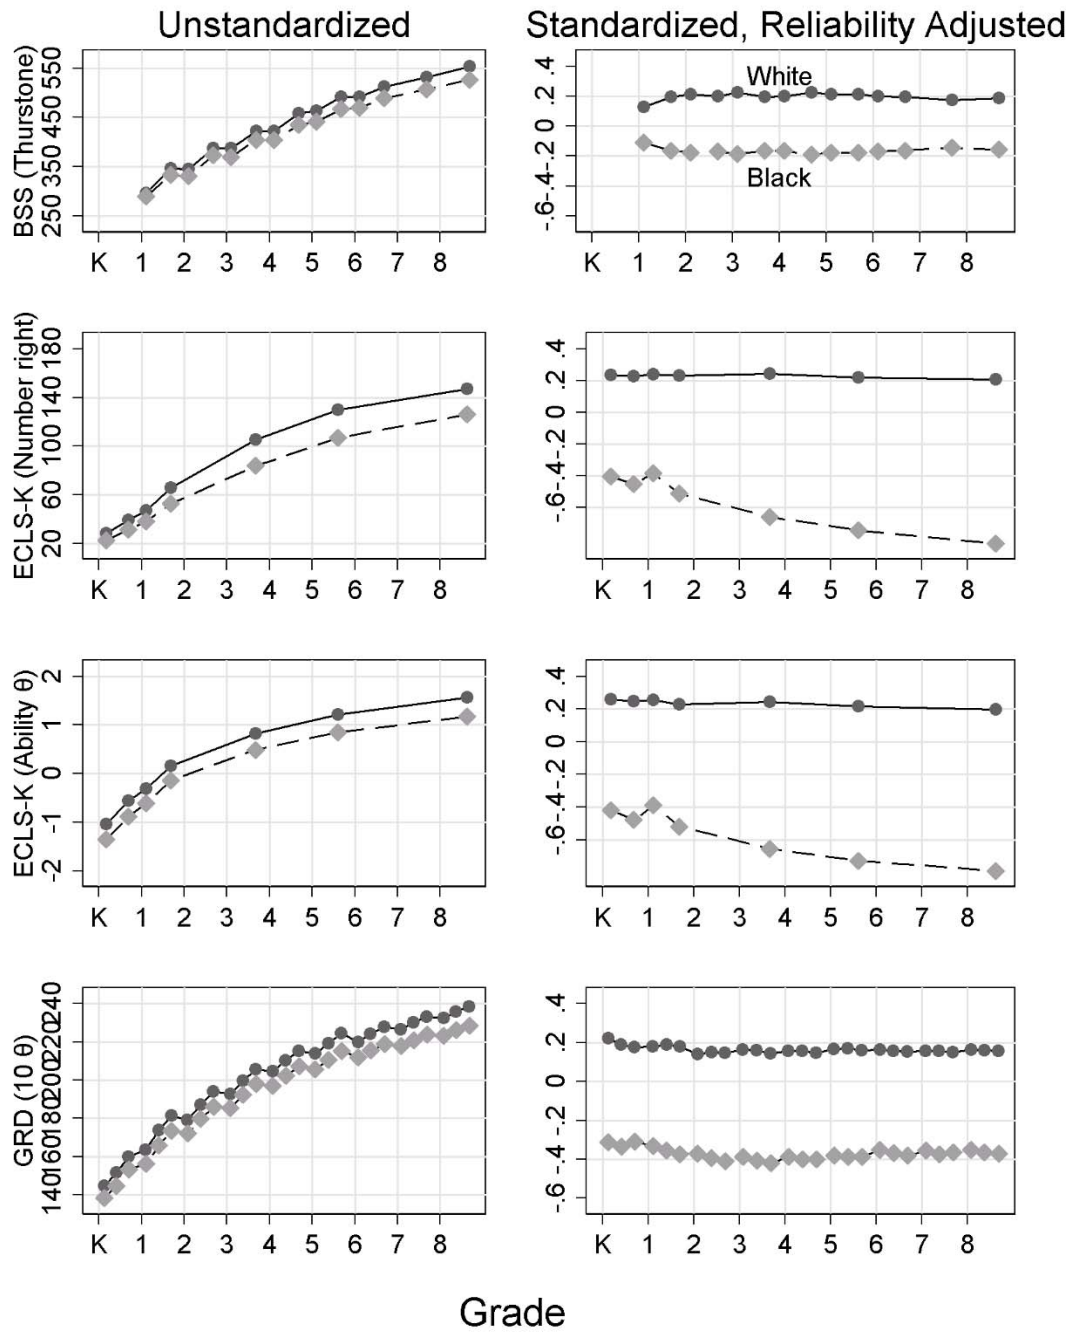 Unstandardized
Standardized, Reliability Adjusted
BSS (Thurstone)
250 350 450 550
K 1 2 3 4 5 6 7 8
-.6 -.4 -.2 0 .2 .4
White
Black
K 1 2 3 4 5 6 7 8
ECLS-K (Number right)
20 60 100 140 180
K 1 2 3 4 5 6 7 8
-.6 -.4 -.2 0 .2 .4
K 1 2 3 4 5 6 7 8
ECLS-K (Ability θ)
-2 -1 0 1 2
K 1 2 3 4 5 6 7 8
-.6 -.4 -.2 0 .2 .4
K 1 2 3 4 5 6 7 8
GRD (10 θ)
140 160 180 200 220 240
K 1 2 3 4 5 6 7 8
-.6 -.4 -.2 0 .2 .4
K 1 2 3 4 5 6 7 8
Grade